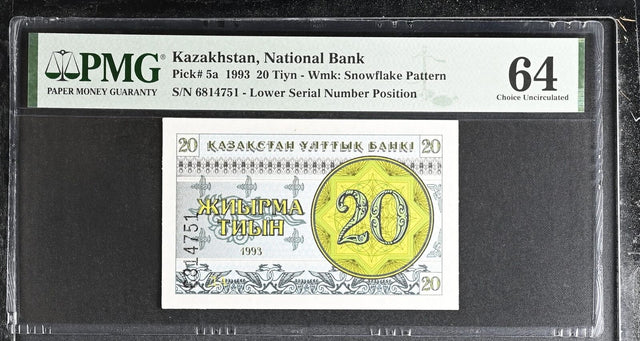 PMG®
PAPER MONEY GUARANTY
Kazakhstan, National Bank
Pick# 5a 1993 20 Tiyn - Wmk: Snowflake Pattern
S/N 6814751 - Lower Serial Number Position
64
Choice Uncirculated
20 ҚАЗАҚСТАН ҰЛТТЫҚ БАНКІ 20
ЖИЫРМА
ТИЫН
20
1993
6814751
20